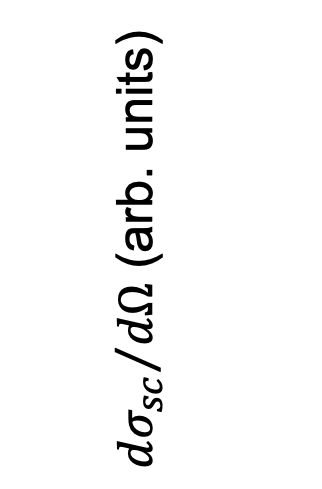 dσ_sc/dΩ (arb. units)